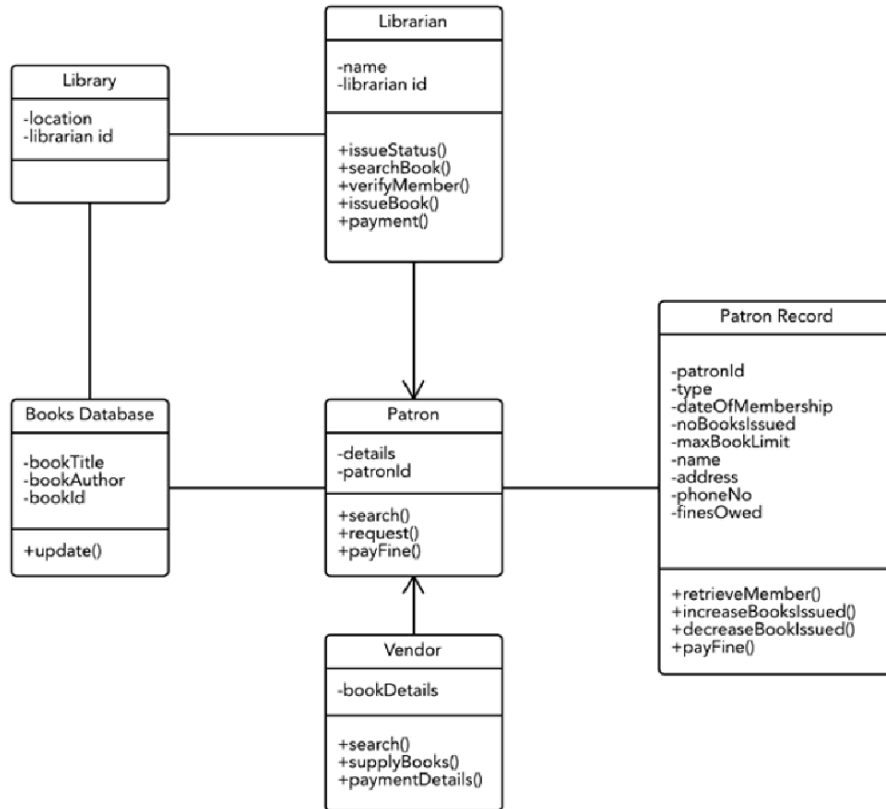 Librarian
-name
-librarian id
+issueStatus()
+searchBook()
+verifyMember()
+issueBook()
+payment()
Library
-location
-librarian id
Patron Record
-patronId
-type
-dateOfMembership
-noBooksIssued
-maxBookLimit
-name
-address
-phoneNo
-finesOwed
+retrieveMember()
+increaseBooksIssued()
+decreaseBookIssued()
+payFine()
Books Database
-bookTitle
-bookAuthor
-bookId
+update()
Patron
-details
-patronId
+search()
+request()
+payFine()
Vendor
-bookDetails
+search()
+supplyBooks()
+paymentDetails()